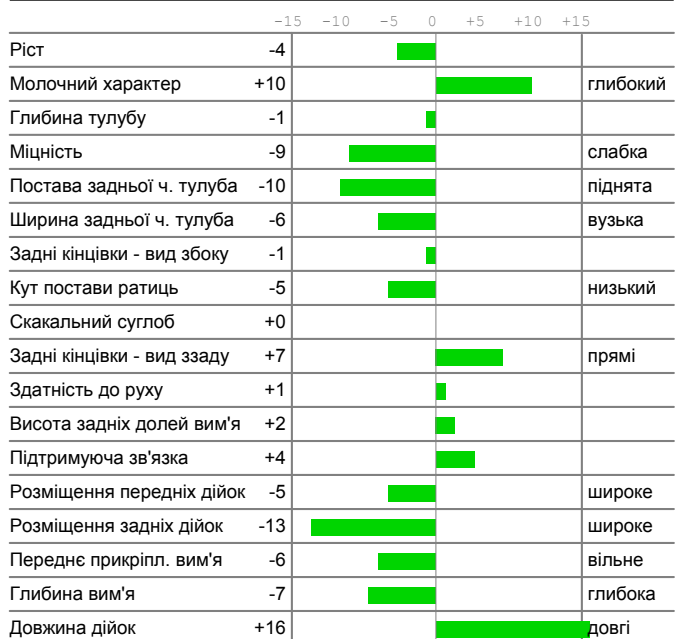 -15 -10 -5 0 +5 +10 +15
Ріст -4
Молочний характер +10 глибокий
Глибина тулубу -1
Міцність -9 слабка
Постава задньої ч. тулуба -10 піднята
Ширина задньої ч. тулуба -6 вузька
Задні кінцівки - вид збоку -1
Кут постави ратиць -5 низький
Скакальний суглоб +0
Задні кінцівки - вид ззаду +7 прямі
Здатність до руху +1
Висота задніх долей вим'я +2
Підтримуюча зв'язка +4
Розміщення передніх дійок -5 широке
Розміщення задніх дійок -13 широке
Переднє прикріпл. вим'я -6 вільне
Глибина вим'я -7 глибока
Довжина дійок +16 довгі